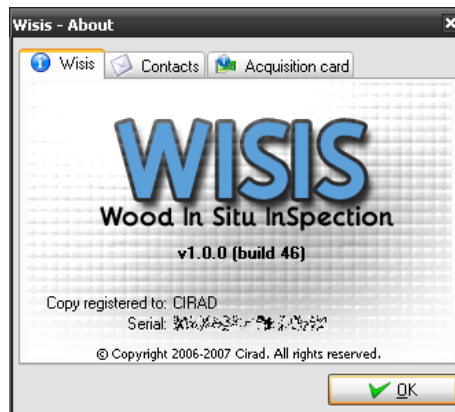 Wisis - About
Wisis Contacts Acquisition card
WISIS
Wood In Situ InSpection
v1.0.0 (build 46)
Copy registered to: CIRAD
Serial:
© Copyright 2006-2007 Cirad. All rights reserved.
OK